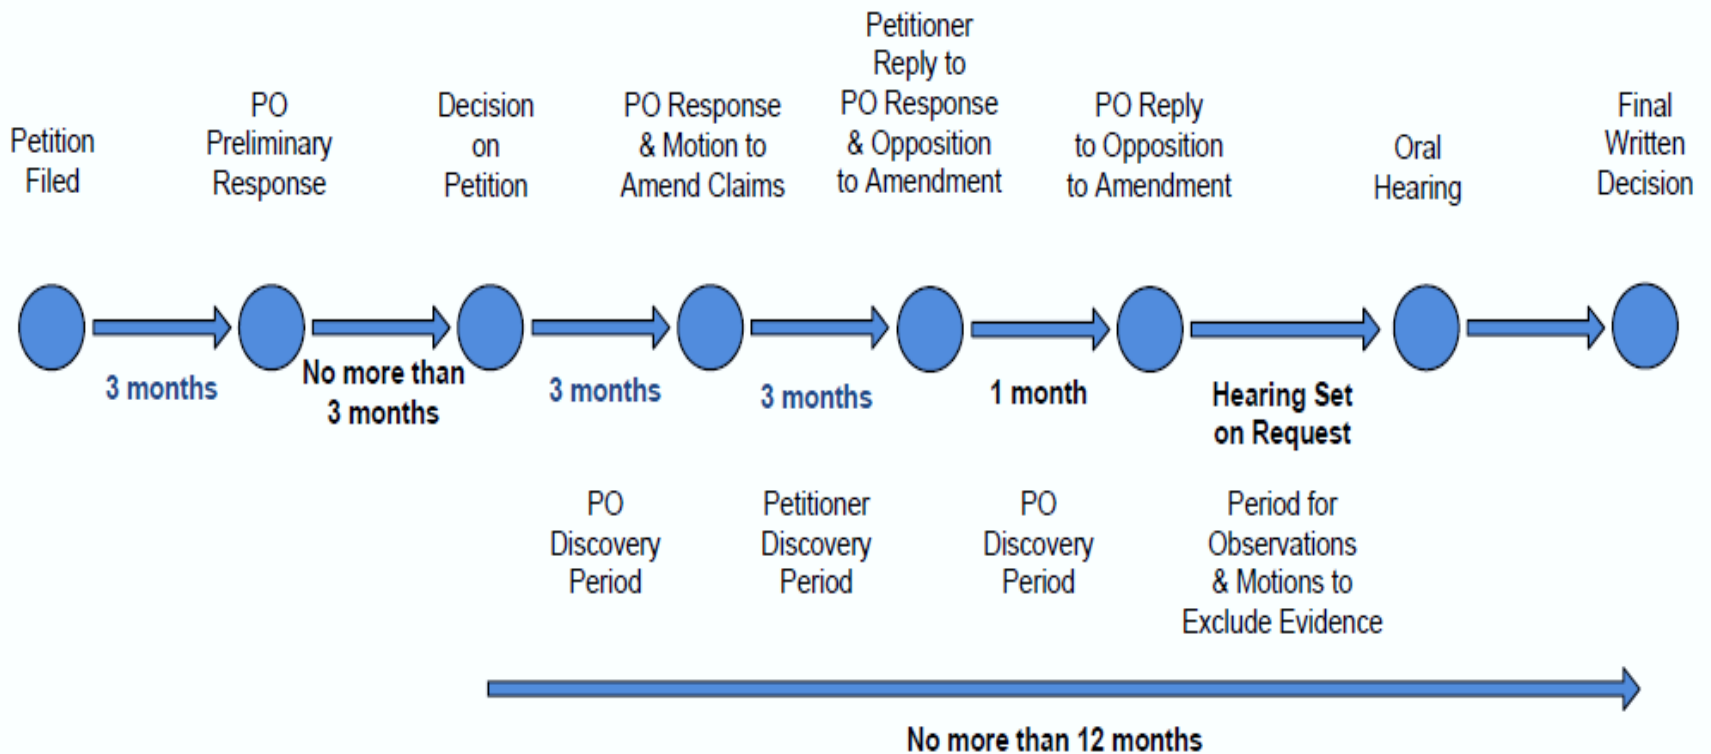 Petition
Filed
PO
Preliminary
Response
Decision
on
Petition
PO Response
& Motion to
Amend Claims
Petitioner
Reply to
PO Response
& Opposition
to Amendment
PO Reply
to Opposition
to Amendment
Oral
Hearing
Final
Written
Decision
3 months
No more than
3 months
3 months
3 months
1 month
Hearing Set
on Request
PO
Discovery
Period
Petitioner
Discovery
Period
PO
Discovery
Period
Period for
Observations
& Motions to
Exclude Evidence
No more than 12 months